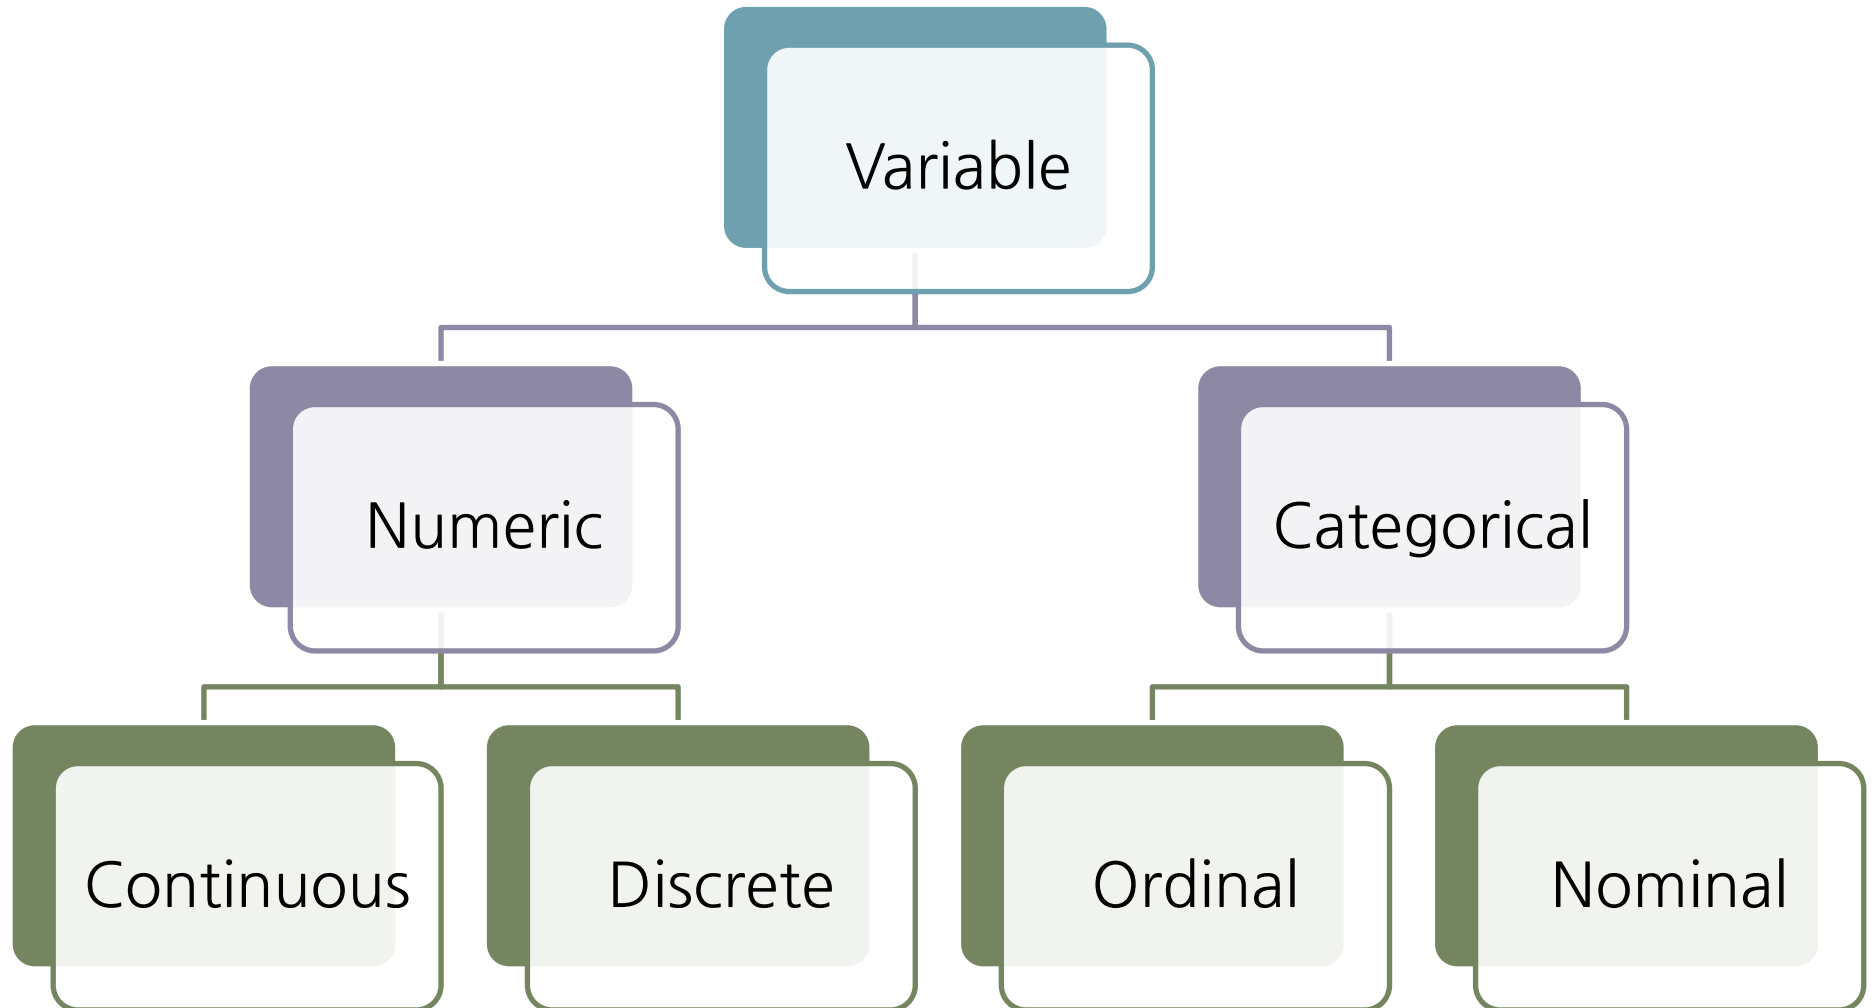 Variable
Numeric
Categorical
Continuous
Discrete
Ordinal
Nominal